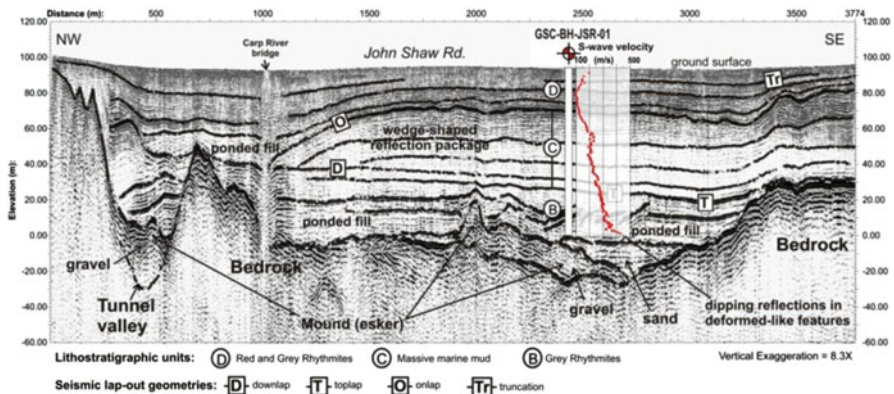 Distance (m): 500 1000 1500 2000 2500 3000 3500 3774
120.00 120.00
NW Carp River bridge John Shaw Rd. GSC-BH-JSR-01 S-wave velocity 100 (m/s) 500 ground surface SE
100.00 100.00
Tr
D
80.00 80.00
O
60.00 wedge-shaped reflection package 60.00
ponded fill C
40.00 D 40.00
20.00 T 20.00
B
ponded fill ponded fill
0.00 0.00
gravel Bedrock Bedrock
-20.00 -20.00
Tunnel valley gravel sand dipping reflections in deformed-like features
-40.00 -40.00
Mound (esker)
-60.00 -60.00
Elevation (m):
Lithostratigraphic units: D Red and Grey Rhythmites C Massive marine mud B Grey Rhythmites Vertical Exaggeration = 8.3X
Seismic lap-out geometries: D downlap T toplap O onlap Tr truncation